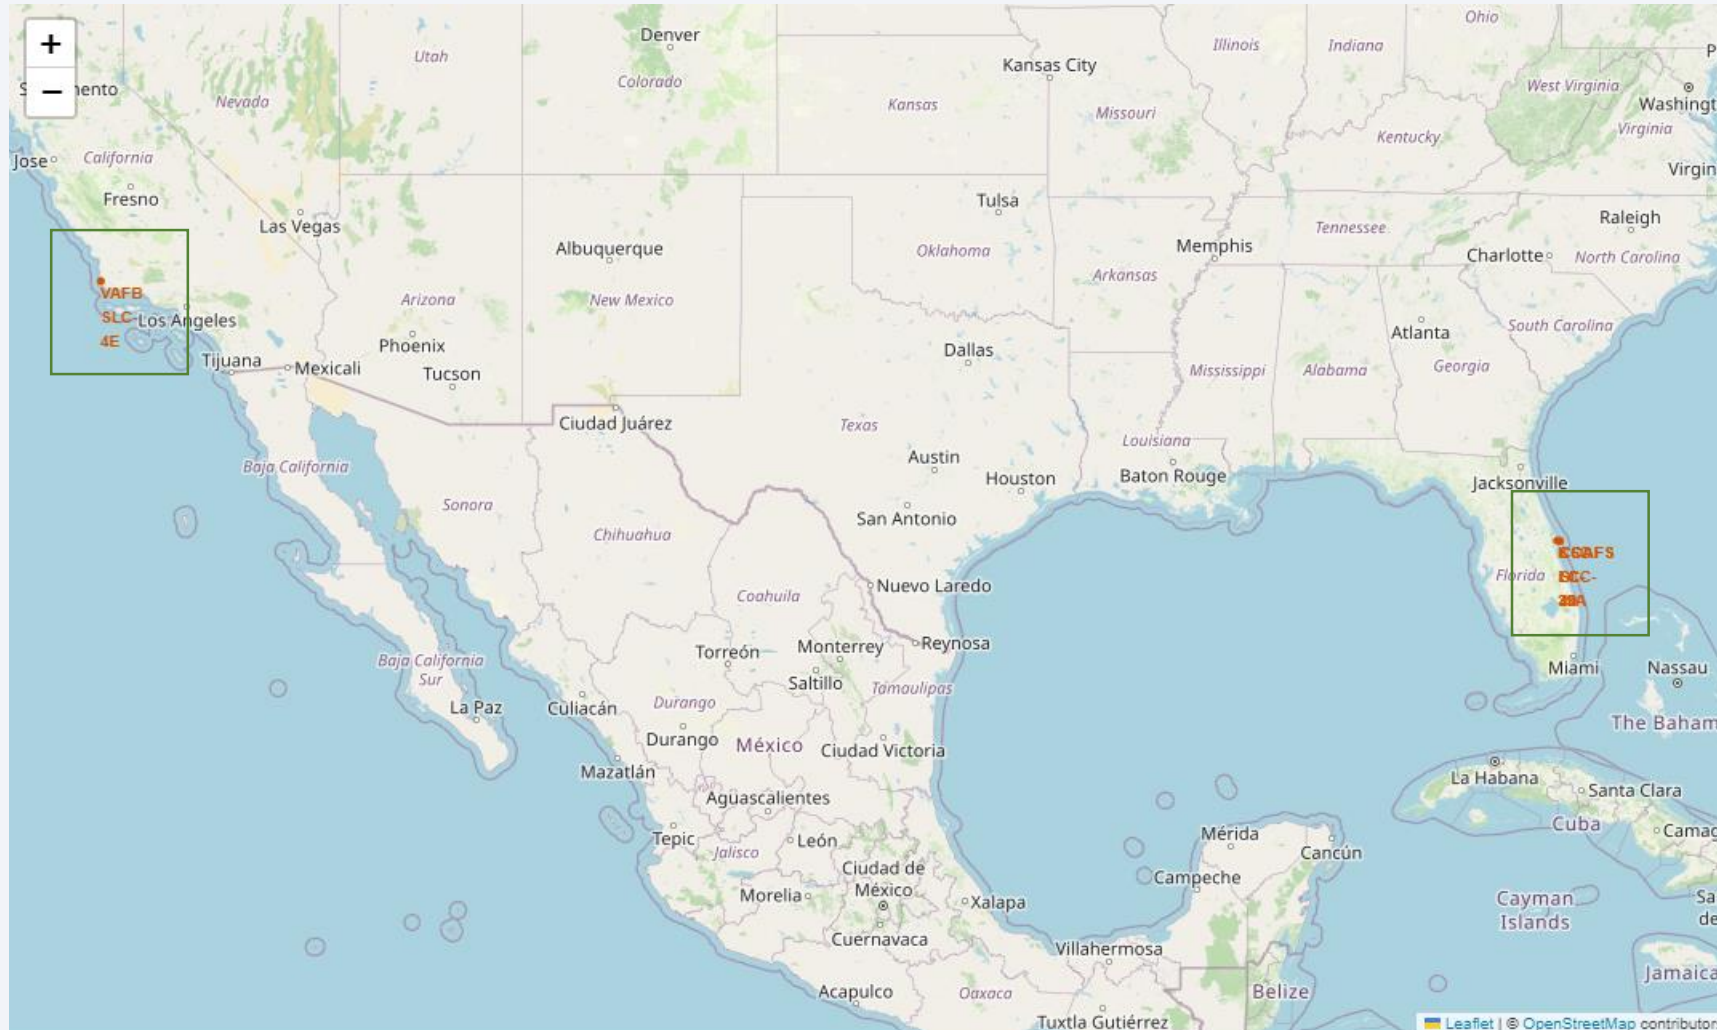 +
−
Denver
Ohio
Utah
Illinois
Indiana
Kansas City
Colorado
West Virginia
Nevada
Kansas
Missouri
Washingt
Virginia
Kentucky
Jose
California
Virgin
Fresno
Tulsa
Las Vegas
Raleigh
Tennessee
Albuquerque
Oklahoma
Memphis
Charlotte
North Carolina
Arkansas
VAFB
SLC-
4E
Los Angeles
Arizona
New Mexico
South Carolina
Atlanta
Phoenix
Dallas
Tijuana
Mexicali
Tucson
Mississippi
Alabama
Georgia
Ciudad Juárez
Texas
Louisiana
Austin
Baja California
Houston
Baton Rouge
Jacksonville
Sonora
San Antonio
Chihuahua
Florida
Nuevo Laredo
Coahuila
Reynosa
Torreón
Monterrey
Baja California
Sur
Saltillo
Tamaulipas
Miami
Nassau
La Paz
Culiacán
Durango
The Baham
Durango
México
Ciudad Victoria
Mazatlán
La Habana
Santa Clara
Aguascalientes
Cuba
Camag
Tepic
León
Mérida
Jalisco
Cancún
Ciudad de
México
Campeche
Morelia
Xalapa
Cayman
Islands
Sa
de
Cuernavaca
Villahermosa
Jamaica
Acapulco
Oaxaca
Belize
Tuxtla Gutiérrez
Leaflet | © OpenStreetMap contributor